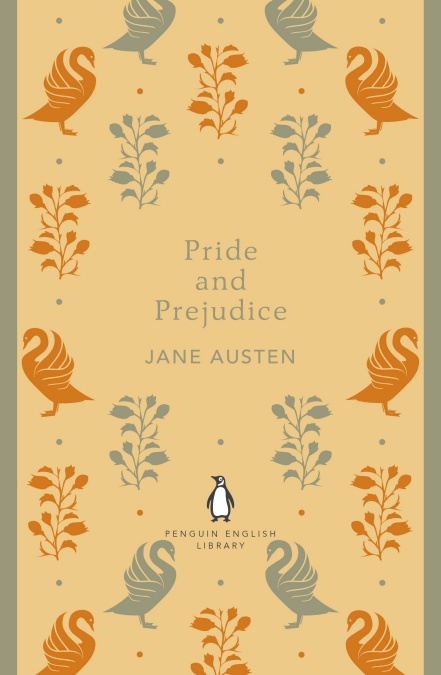 Pride
and
Prejudice
JANE AUSTEN
PENGUIN ENGLISH
LIBRARY